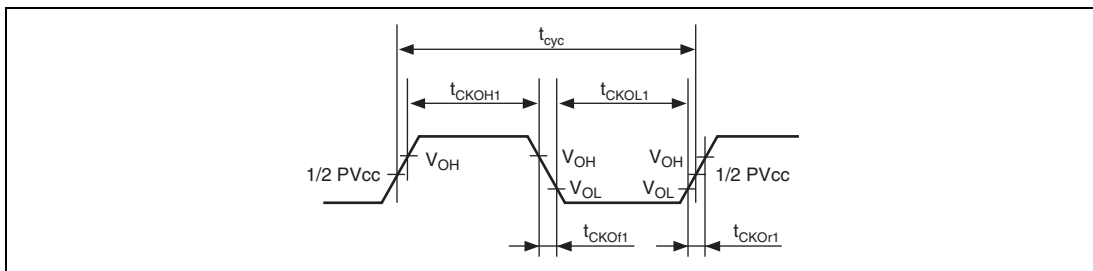 tcyc
tCKOH1 tCKOL1
VOH VOH VOH
1/2 PVcc 1/2 PVcc
VOL VOL
tCKOf1 tCKOr1